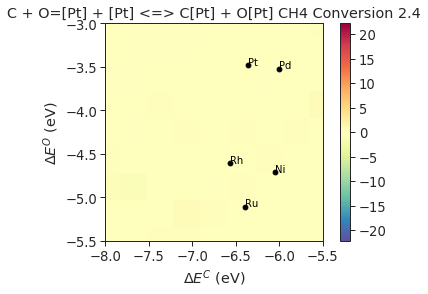 C + O=[Pt] + [Pt] <=> C[Pt] + O[Pt] CH4 Conversion 2.4
−3.0
−3.5
−4.0
−4.5
−5.0
−5.5
ΔE^O (eV)
Pt
Pd
Rh
Ni
Ru
−8.0 −7.5 −7.0 −6.5 −6.0 −5.5
ΔE^C (eV)
20
15
10
5
0
−5
−10
−15
−20